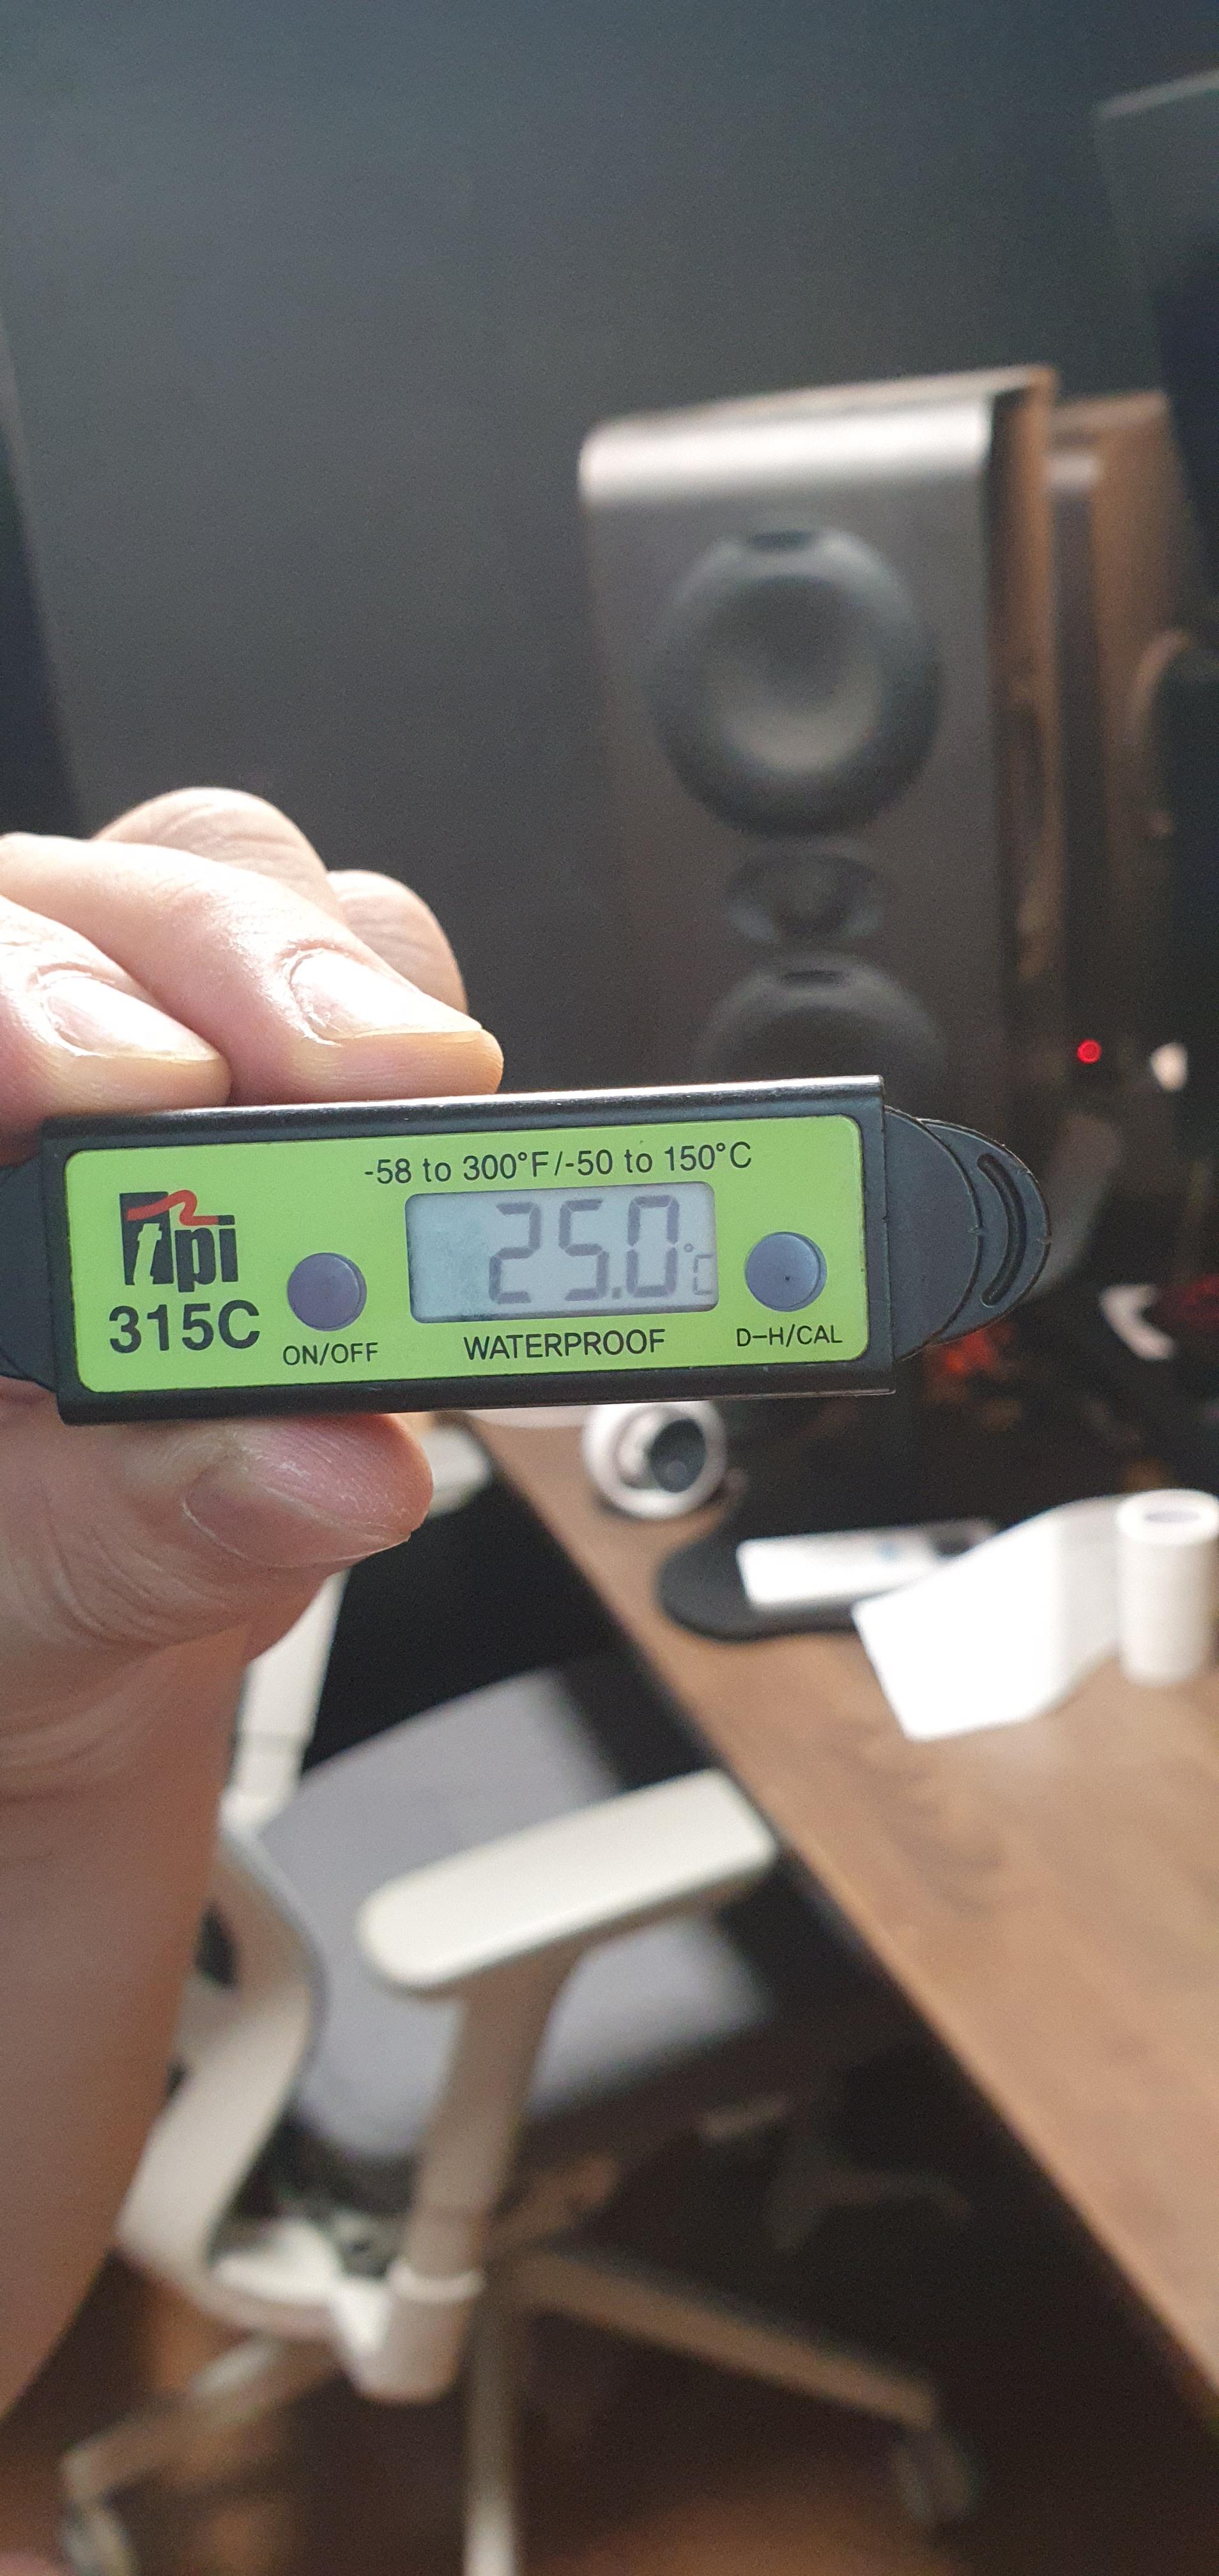 -58 to 300°F/-50 to 150°C
tpi
315C
25.0°C
ON/OFF
WATERPROOF
D-H/CAL